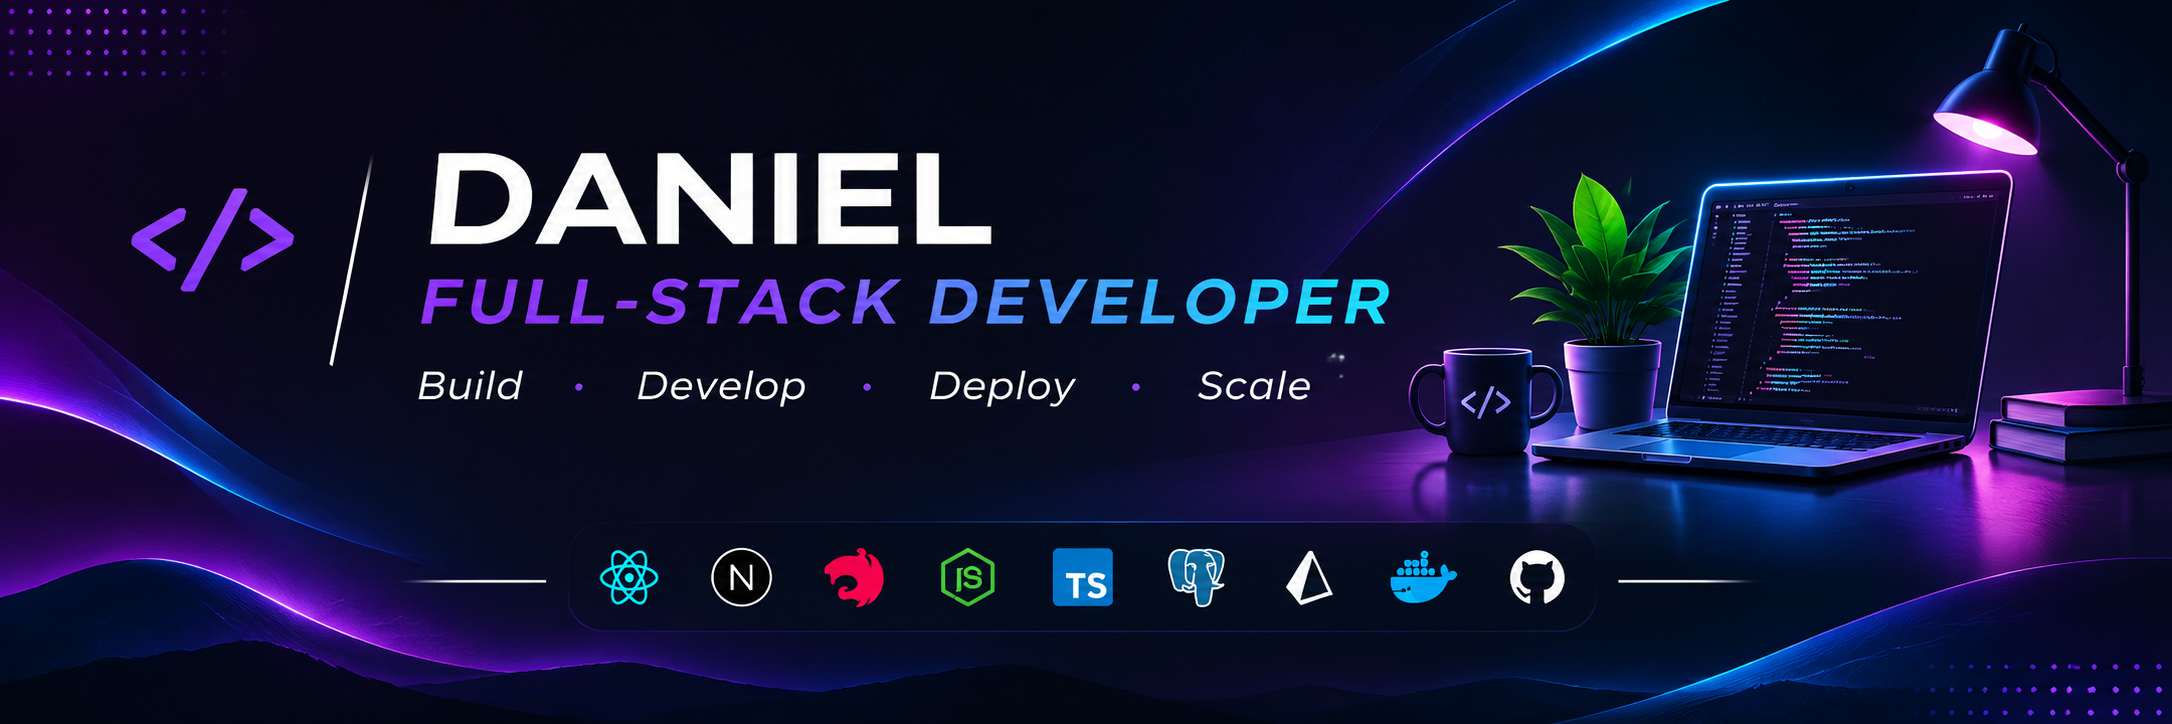 </>
DANIEL
FULL-STACK DEVELOPER
Build • Develop • Deploy • Scale
</>
N
JS
TS